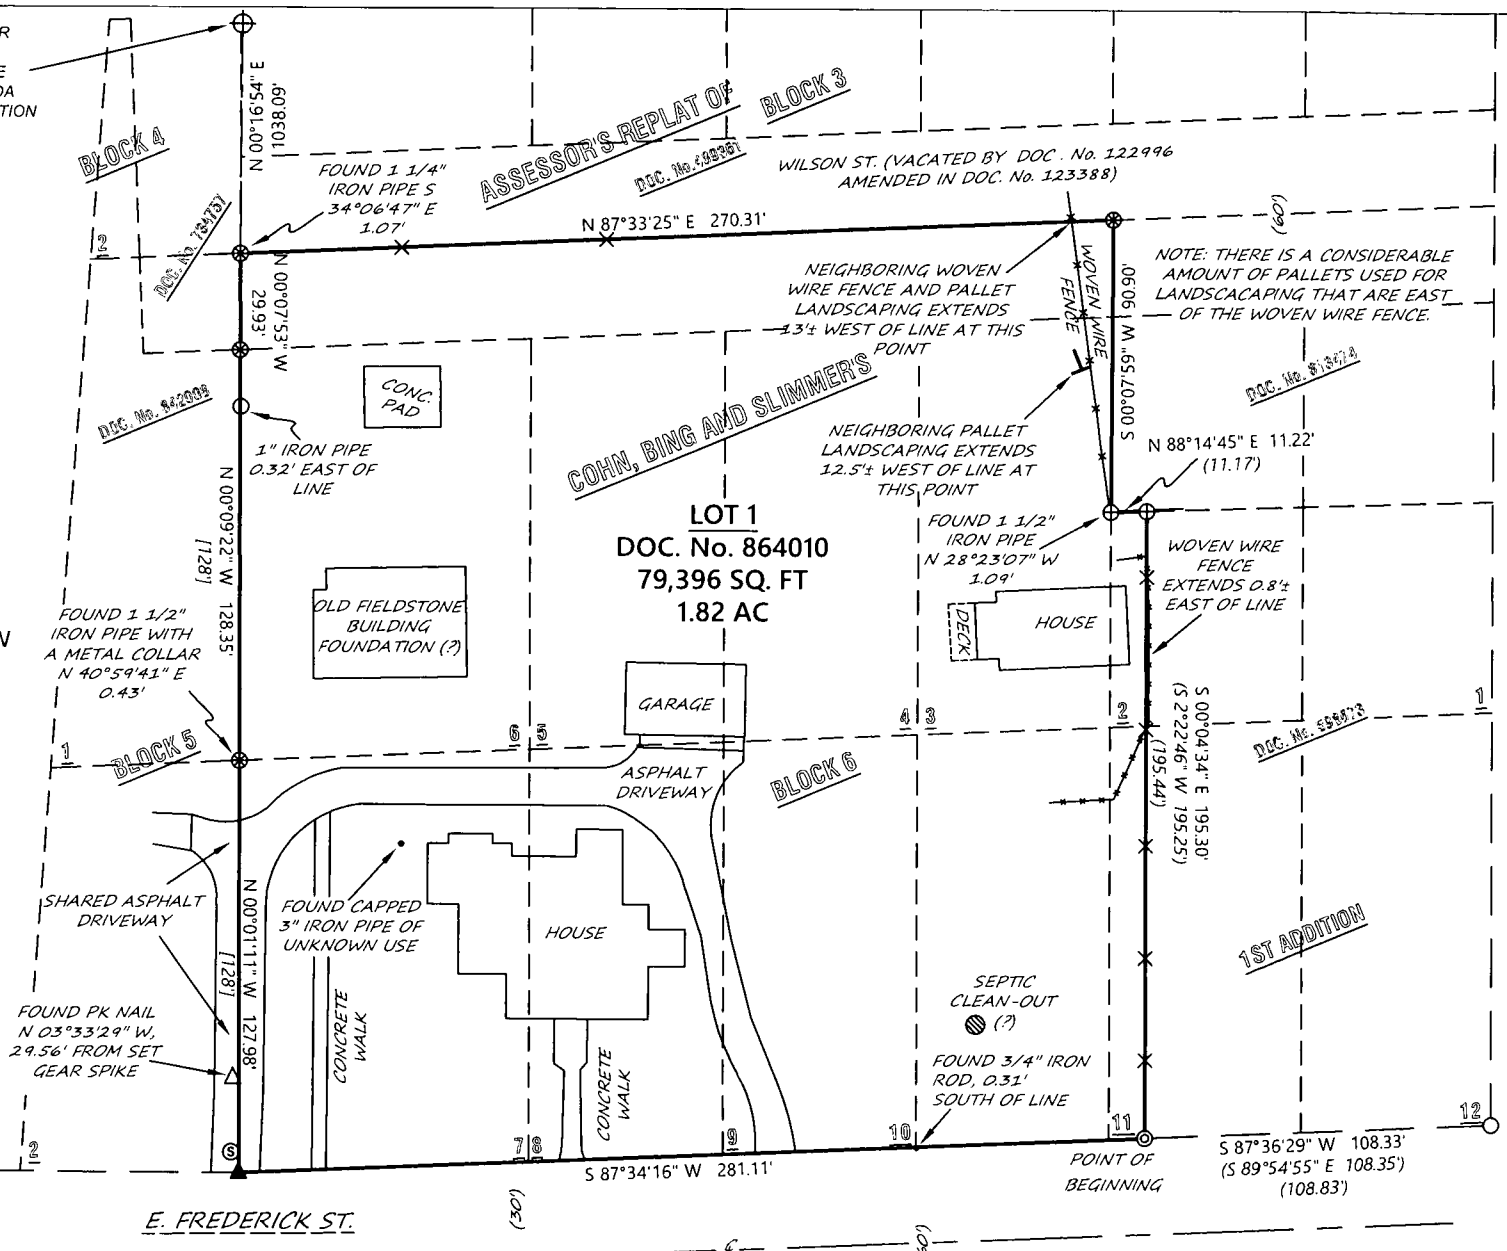 R
E
DA
TION
N 00°16'54" E
1038.09'
BLOCK 4
ASSESSOR'S REPLAT OF
BLOCK 3
FOUND 1 1/4"
IRON PIPE S
34°06'47" E
1.07'
WILSON ST. (VACATED BY DOC. No. 122996
AMENDED IN DOC. No. 123388)
N 87°33'25" E 270.31'
2
N 00°07'53" W
29.93'
NEIGHBORING WOVEN
WIRE FENCE AND PALLET
LANDSCAPING EXTENDS
13'± WEST OF LINE AT THIS
POINT
WOVEN WIRE
FENCE
S 00°07'59" W 90.90'
NOTE: THERE IS A CONSIDERABLE
AMOUNT OF PALLETS USED FOR
LANDSCACAPING THAT ARE EAST
OF THE WOVEN WIRE FENCE.
CONC.
PAD
COHN, BING AND SLIMMER'S
DOC. No. 813474
1" IRON PIPE
0.32' EAST OF
LINE
NEIGHBORING PALLET
LANDSCAPING EXTENDS
12.5'± WEST OF LINE AT
THIS POINT
N 88°14'45" E 11.22'
(11.17')
N 00°09'22" W 128.35'
[128']
LOT 1
DOC. No. 864010
79,396 SQ. FT
1.82 AC
FOUND 1 1/2"
IRON PIPE
N 28°23'07" W
1.09'
WOVEN WIRE
FENCE
EXTENDS 0.8'±
EAST OF LINE
OLD FIELDSTONE
BUILDING
FOUNDATION (?)
DECK
HOUSE
FOUND 1 1/2"
IRON PIPE WITH
A METAL COLLAR
N 40°59'41" E
0.43'
GARAGE
S 00°04'34" E 195.30'
(S 2°22'46" W 195.25')
(195.44')
1
BLOCK 5
6
5
4
3
2
1
ASPHALT
DRIVEWAY
BLOCK 6
SHARED ASPHALT
DRIVEWAY
N 00°01'11" W 127.98'
[128']
FOUND CAPPED
3" IRON PIPE OF
UNKNOWN USE
HOUSE
1ST ADDITION
SEPTIC
CLEAN-OUT
(?)
FOUND PK NAIL
N 03°33'29" W,
29.56' FROM SET
GEAR SPIKE
CONCRETE
WALK
CONCRETE
WALK
FOUND 3/4" IRON
ROD, 0.31'
SOUTH OF LINE
S
2
7
8
9
10
11
12
S 87°34'16" W 281.11'
POINT OF
BEGINNING
S 87°36'29" W 108.33'
(S 89°54'55" E 108.35')
(108.83')
E. FREDERICK ST.
(30')